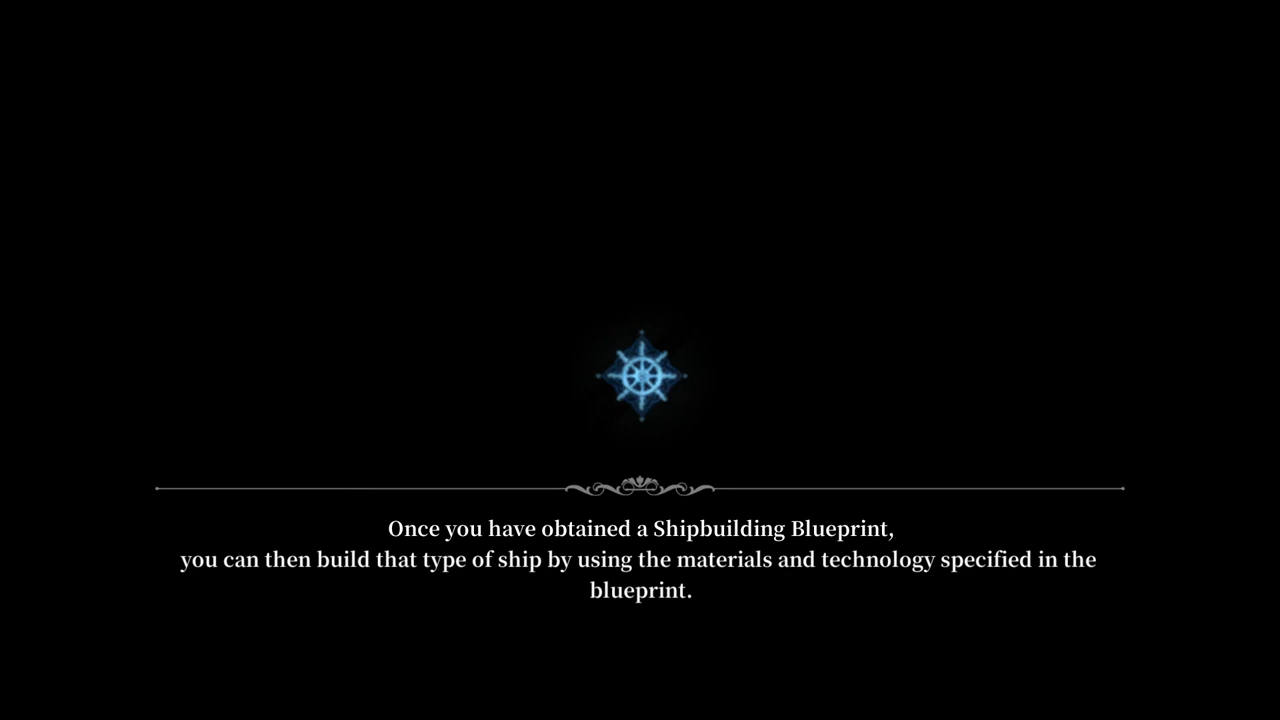 Once you have obtained a Shipbuilding Blueprint,
you can then build that type of ship by using the materials and technology specified in the
blueprint.